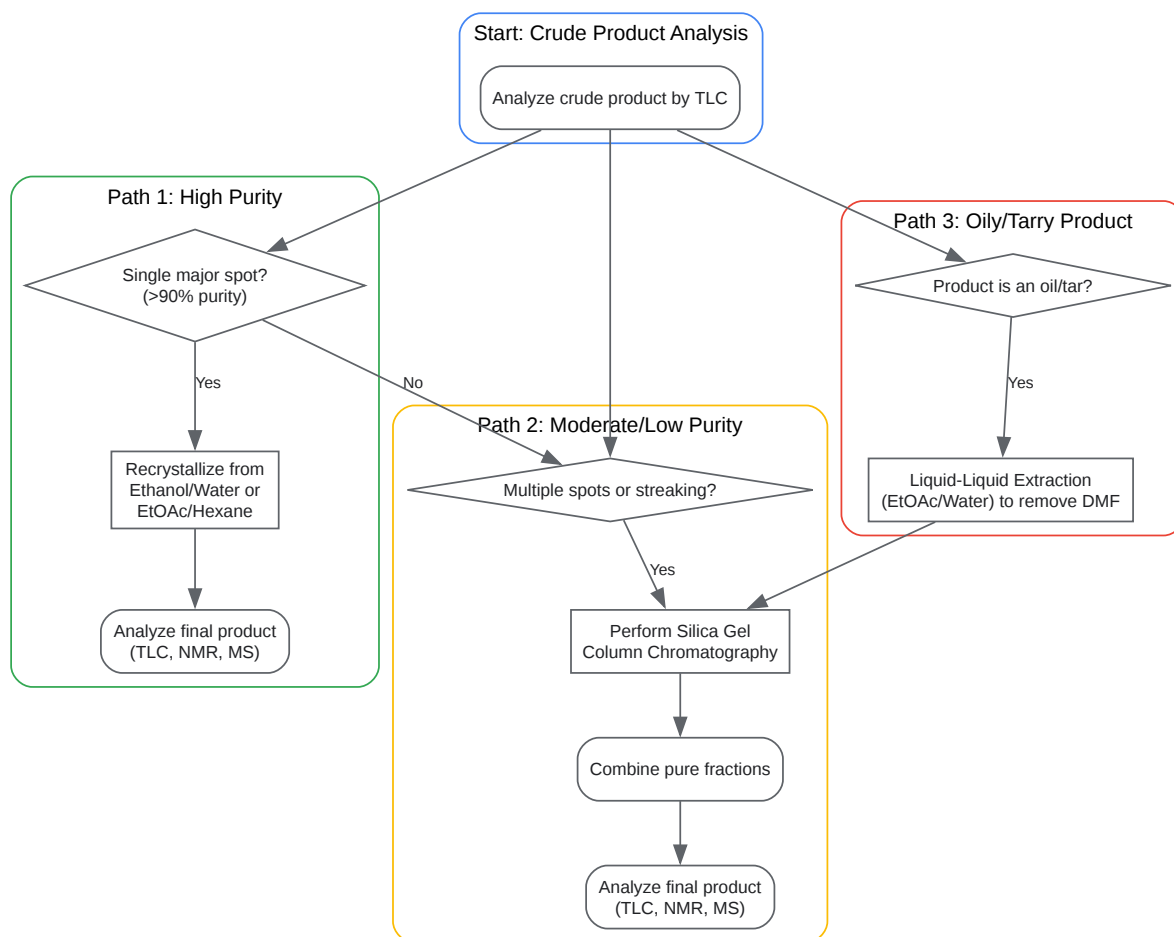 Start: Crude Product Analysis
Analyze crude product by TLC
Path 1: High Purity
Single major spot?
(>90% purity)
Yes
No
Recrystallize from
Ethanol/Water or
EtOAc/Hexane
Analyze final product
(TLC, NMR, MS)
Path 2: Moderate/Low Purity
Multiple spots or streaking?
Yes
Perform Silica Gel
Column Chromatography
Combine pure fractions
Analyze final product
(TLC, NMR, MS)
Path 3: Oily/Tarry Product
Product is an oil/tar?
Yes
Liquid-Liquid Extraction
(EtOAc/Water) to remove DMF